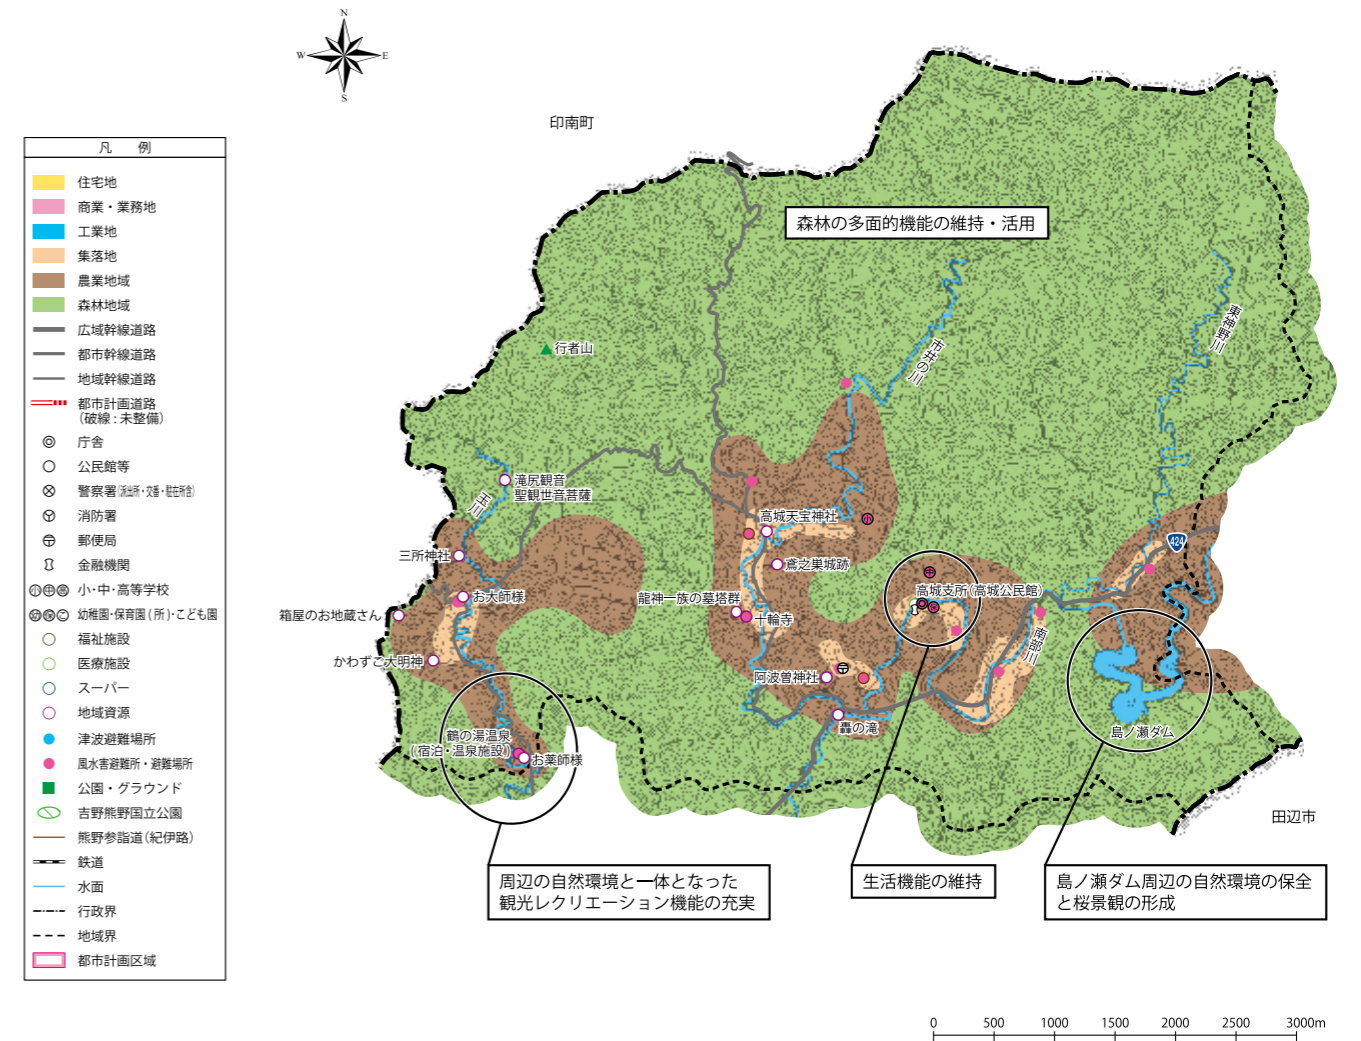 N
W
E
S
印南町
凡 例
住宅地
商業・業務地
工業地
集落地
農業地域
森林地域
広域幹線道路
都市幹線道路
地域幹線道路
都市計画道路
(破線:未整備)
庁舎
公民館等
警察署(派出所・交番・駐在所含)
消防署
郵便局
金融機関
小・中・高等学校
幼稚園・保育園(所)・こども園
福祉施設
医療施設
スーパー
地域資源
津波避難場所
風水害避難所・避難場所
公園・グラウンド
吉野熊野国立公園
熊野参詣道(紀伊路)
鉄道
水面
行政界
地域界
都市計画区域
森林の多面的機能の維持・活用
行者山
市井の川
東神野川
滝尻観音
聖観世音菩薩
玉川
高城天宝神社
小
424
三所神社
鳶之巣城跡
中
高城支所(高城公民館)
お大師様
龍神一族の墓塔群
箱屋のお地蔵さん
十輪寺
南部川
かわずこ大明神
阿波曽神社
轟の滝
島ノ瀬ダム
鶴の湯温泉
(宿泊・温泉施設)
お薬師様
田辺市
周辺の自然環境と一体となった
観光レクリエーション機能の充実
生活機能の維持
島ノ瀬ダム周辺の自然環境の保全
と桜景観の形成
0 500 1000 1500 2000 2500 3000m